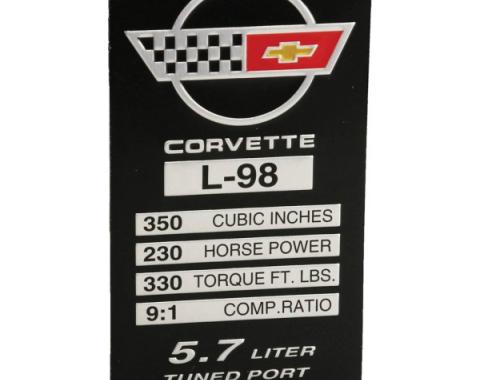 CORVETTE
L-98
350 CUBIC INCHES
230 HORSE POWER
330 TORQUE FT. LBS.
9:1 COMP.RATIO
5.7 LITER
TUNED PORT